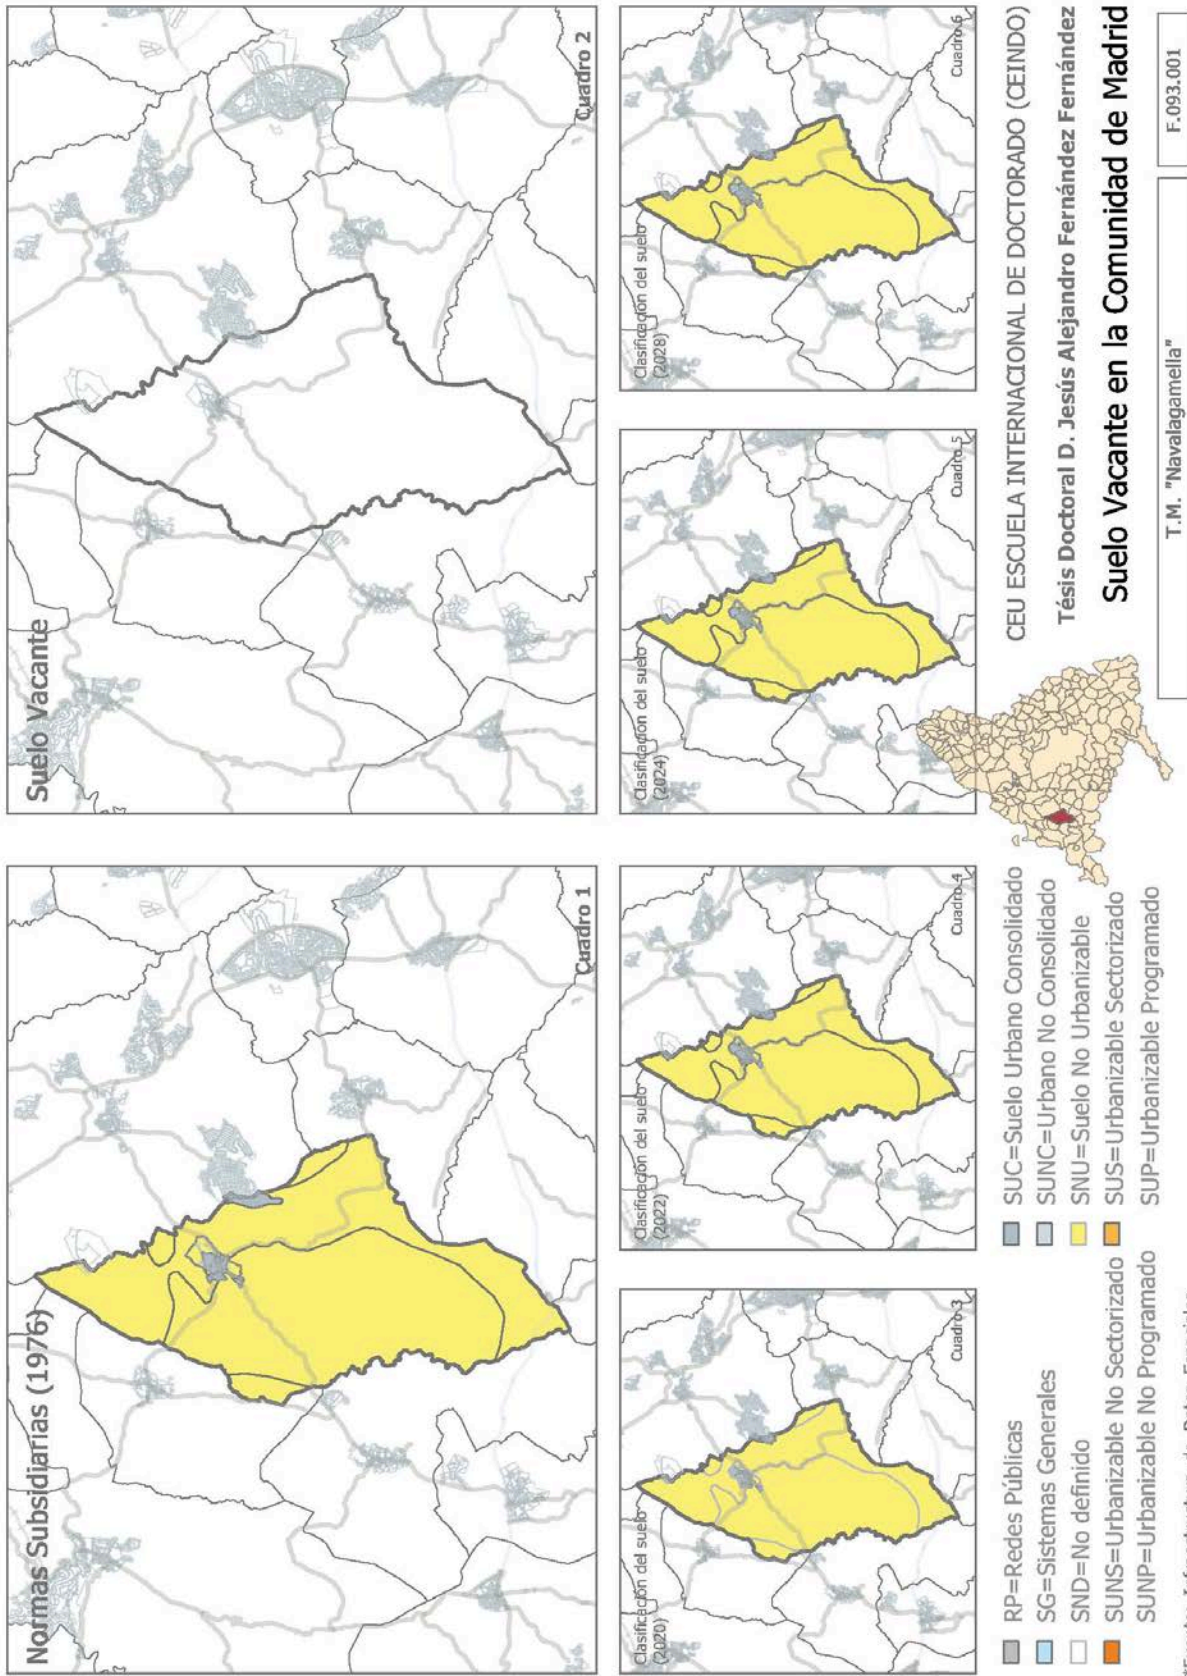 Normas Subsidiarias (1976)
Cuadro 1
Suelo Vacante
Cuadro 2
Clasificación del suelo
(2020)
Cuadro 3
Clasificación del suelo
(2022)
Cuadro 4
Clasificación del suelo
(2024)
Cuadro 5
Clasificación del suelo
(2028)
Cuadro 6
RP=Redes Públicas
SG=Sistemas Generales
SND=No definido
SUNS=Urbanizable No Sectorizado
SUNP=Urbanizable No Programado
SUC=Suelo Urbano Consolidado
SUNC=Urbano No Consolidado
SNU=Suelo No Urbanizable
SUS=Urbanizable Sectorizado
SUP=Urbanizable Programado
CEU ESCUELA INTERNACIONAL DE DOCTORADO (CEINDO)
Tésis Doctoral D. Jesús Alejandro Fernández Fernández
Suelo Vacante en la Comunidad de Madrid
T.M. "Navalagamella"
F.093.001